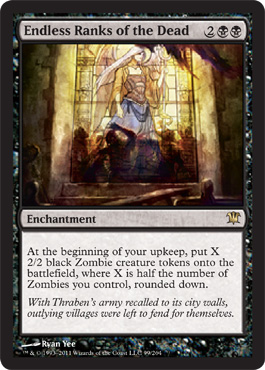 Endless Ranks of the Dead 2
Enchantment
At the beginning of your upkeep, put X
2/2 black Zombie creature tokens onto the
battlefield, where X is half the number of
Zombies you control, rounded down.
With Thraben's army recalled to its city walls,
outlying villages were left to fend for themselves.
Ryan Yee
™ & © 1993–2011 Wizards of the Coast LLC 99/264